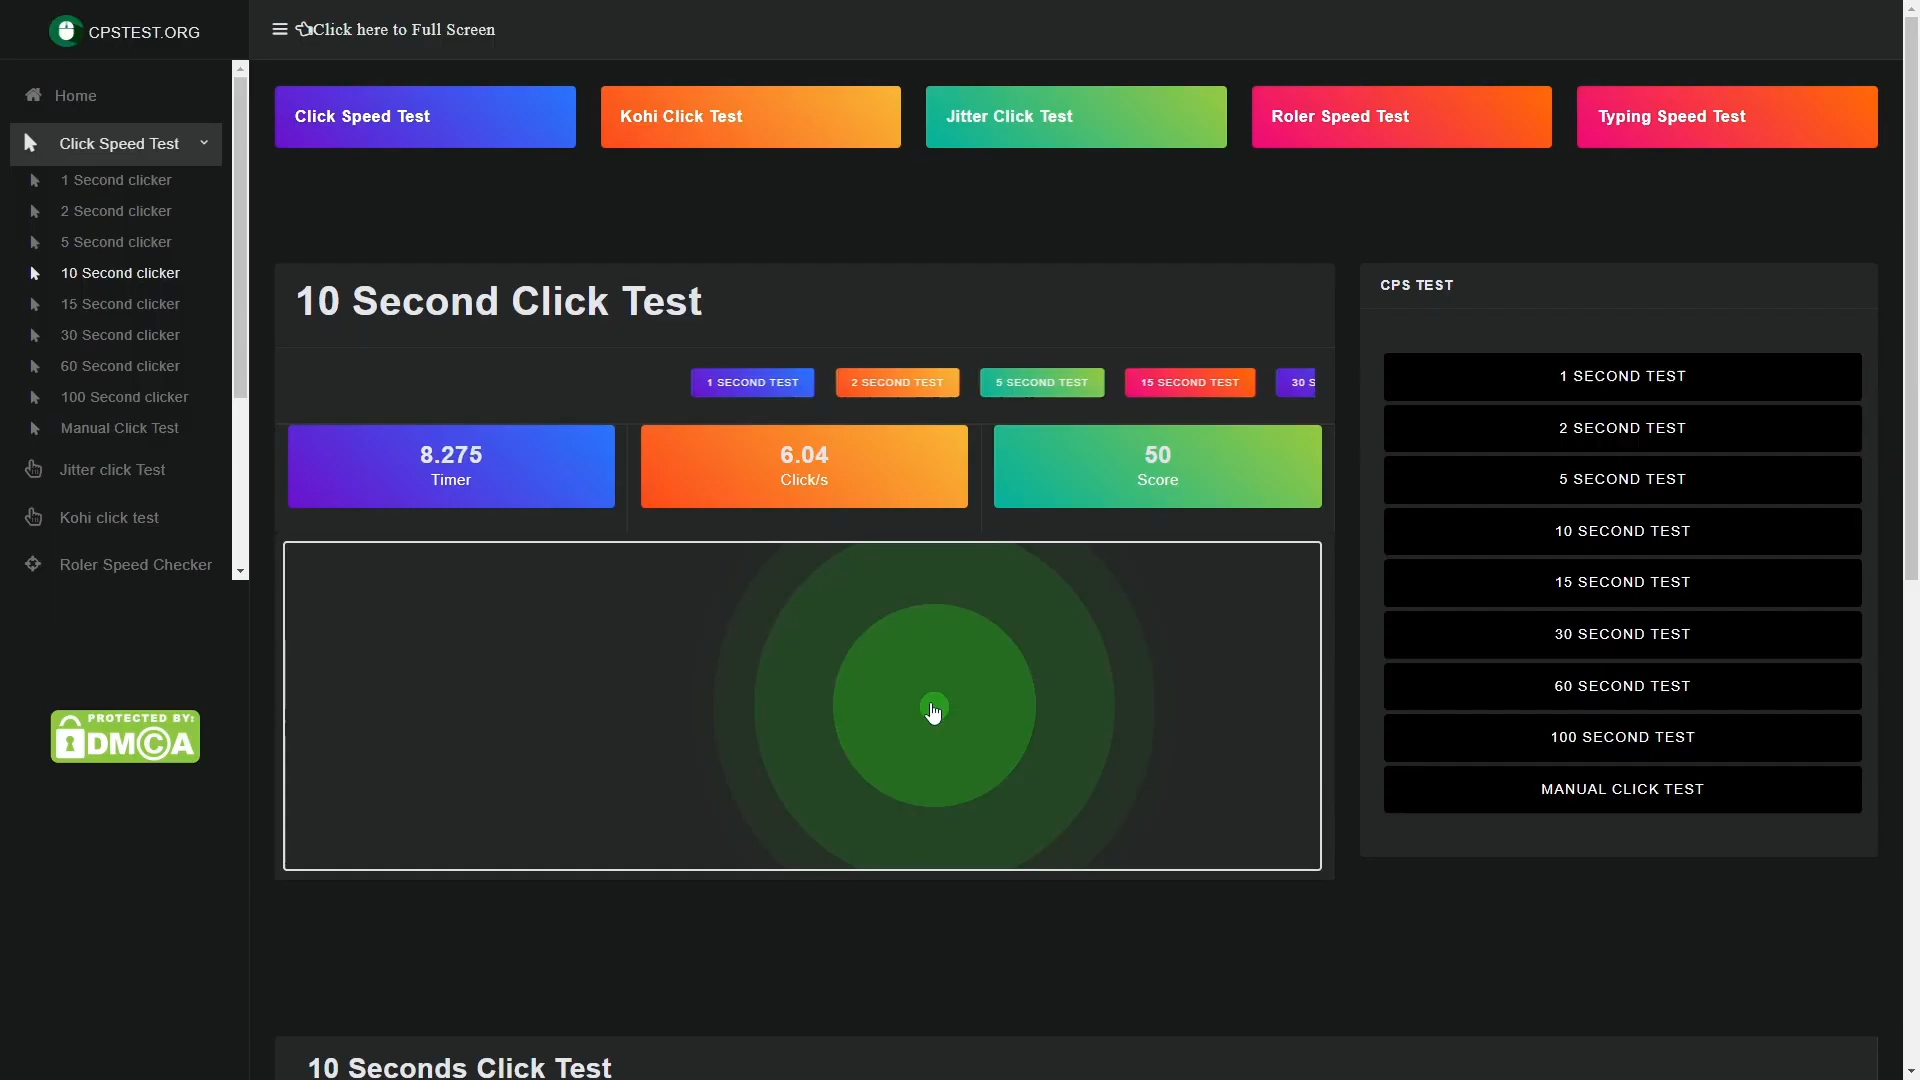 CPSTEST.ORG
Click here to Full Screen
Home
Click Speed Test
1 Second clicker
2 Second clicker
5 Second clicker
10 Second clicker
15 Second clicker
30 Second clicker
60 Second clicker
100 Second clicker
Manual Click Test
Jitter click Test
Kohi click test
Roler Speed Checker
PROTECTED BY:
DMCA
Click Speed Test
Kohi Click Test
Jitter Click Test
Roler Speed Test
Typing Speed Test
10 Second Click Test
1 SECOND TEST
2 SECOND TEST
5 SECOND TEST
15 SECOND TEST
30 S
8.275
Timer
6.04
Click/s
50
Score
CPS TEST
1 SECOND TEST
2 SECOND TEST
5 SECOND TEST
10 SECOND TEST
15 SECOND TEST
30 SECOND TEST
60 SECOND TEST
100 SECOND TEST
MANUAL CLICK TEST
10 Seconds Click Test